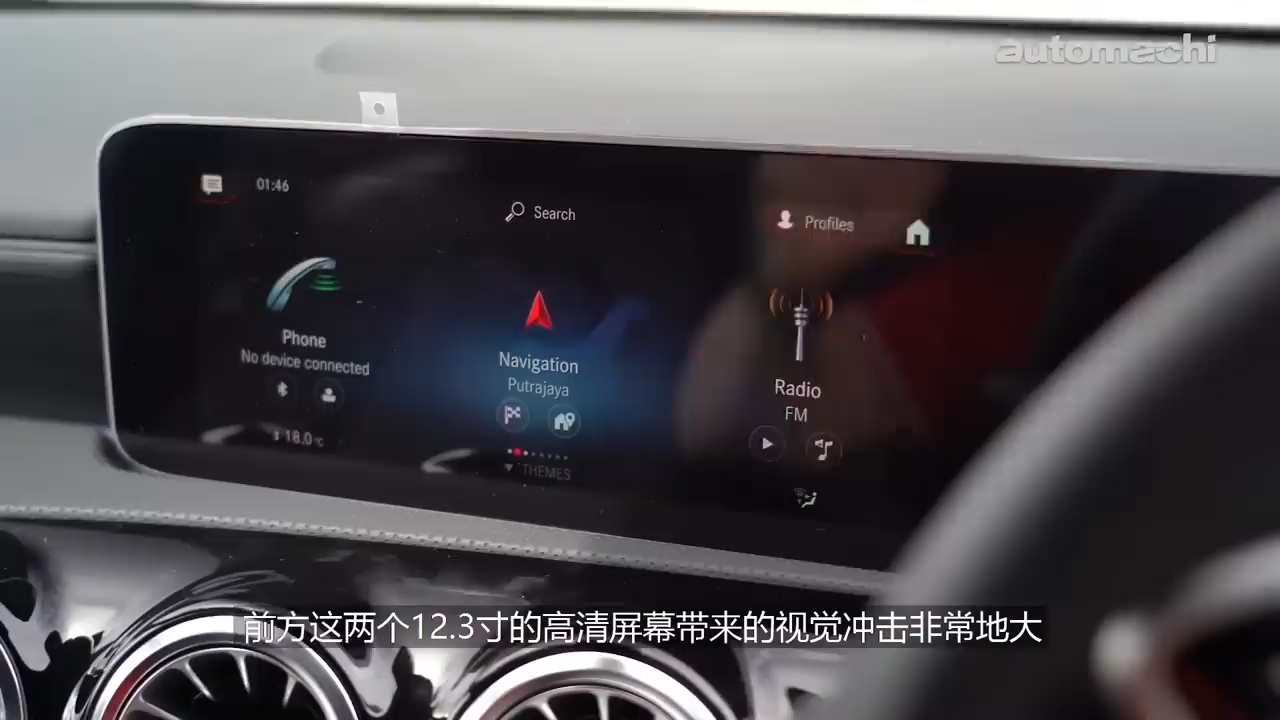 automachi
01:46
Search
Profiles
Phone
No device connected
Navigation
Putrajaya
Radio
FM
18.0°C
THEMES
前方这两个12.3寸的高清屏幕带来的视觉冲击非常地大